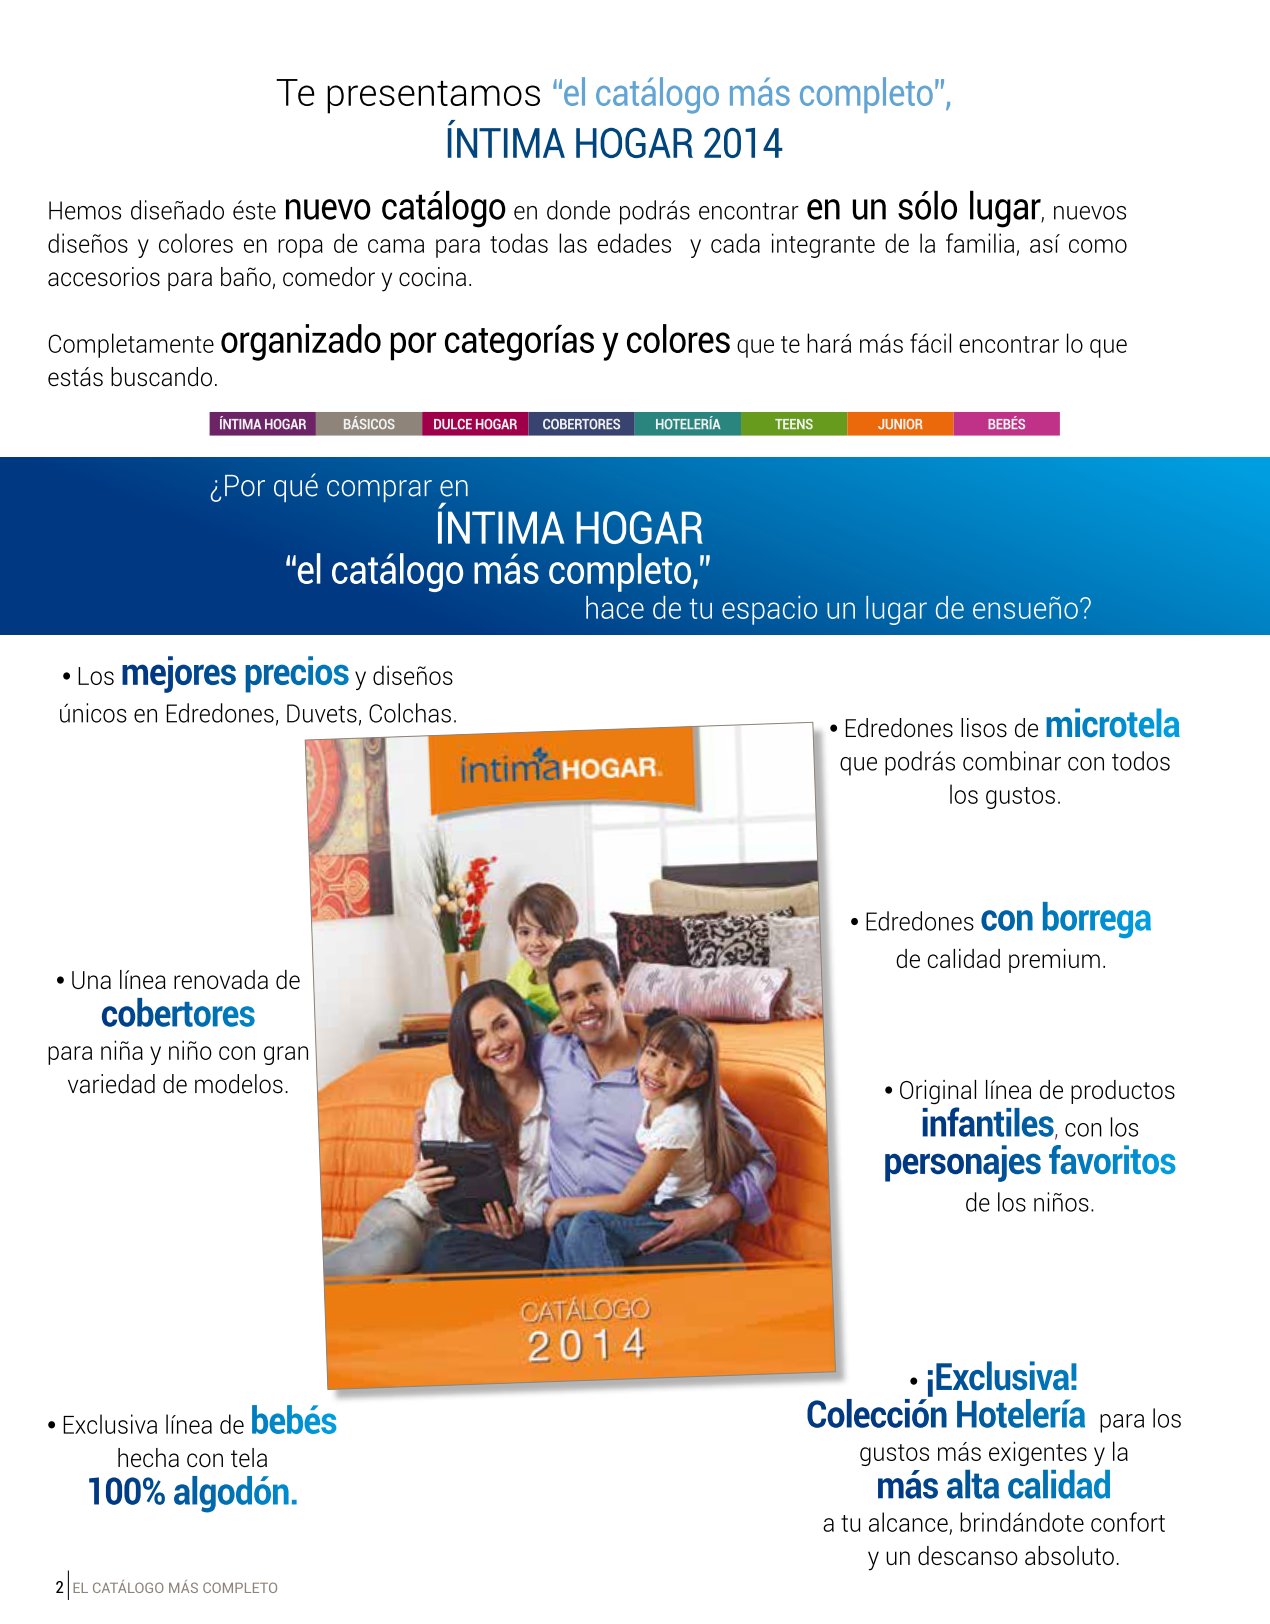 Te presentamos “el catálogo más completo”,
ÍNTIMA HOGAR 2014
Hemos diseñado éste nuevo catálogo en donde podrás encontrar en un sólo lugar, nuevos
diseños y colores en ropa de cama para todas las edades y cada integrante de la familia, así como
accesorios para baño, comedor y cocina.
Completamente organizado por categorías y colores que te hará más fácil encontrar lo que
estás buscando.
ÍNTIMA HOGAR BÁSICOS DULCE HOGAR COBERTORES HOTELERÍA TEENS JUNIOR BEBÉS
¿Por qué comprar en
ÍNTIMA HOGAR
“el catálogo más completo,”
hace de tu espacio un lugar de ensueño?
• Los mejores precios y diseños
únicos en Edredones, Duvets, Colchas.
• Edredones lisos de microtela
que podrás combinar con todos
los gustos.
íntimaHOGAR®
• Edredones con borrega
de calidad premium.
• Una línea renovada de
cobertores
para niña y niño con gran
variedad de modelos.
• Original línea de productos
infantiles, con los
personajes favoritos
de los niños.
CATÁLOGO
2014
• ¡Exclusiva!
Colección Hotelería para los
gustos más exigentes y la
más alta calidad
a tu alcance, brindándote confort
y un descanso absoluto.
• Exclusiva línea de bebés
hecha con tela
100% algodón.
2 EL CATÁLOGO MÁS COMPLETO